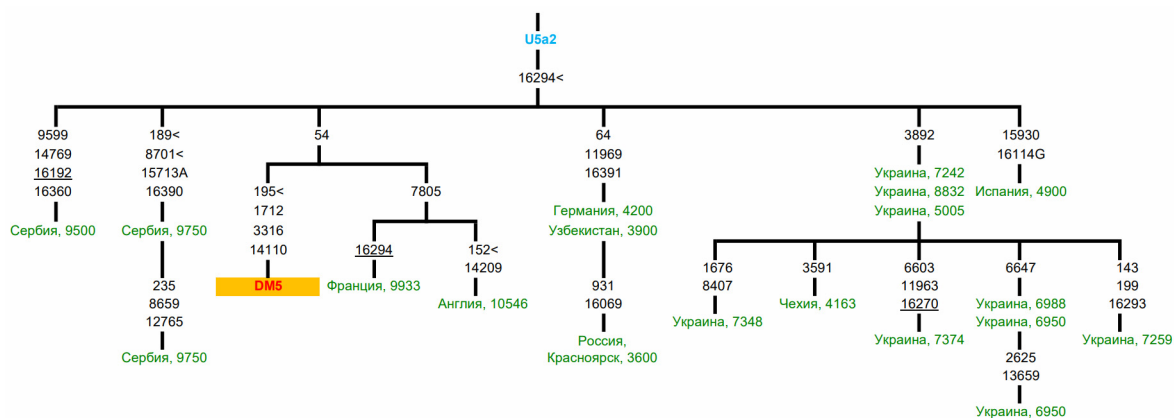 U5a2
16294<
9599
14769
16192
16360
Сербия, 9500
189<
8701<
15713A
16390
Сербия, 9750
235
8659
12765
Сербия, 9750
54
195<
1712
3316
14110
DM5
7805
16294
Франция, 9933
152<
14209
Англия, 10546
64
11969
16391
Германия, 4200
Узбекистан, 3900
931
16069
Россия,
Красноярск, 3600
3892
Украина, 7242
Украина, 8832
Украина, 5005
1676
8407
Украина, 7348
3591
Чехия, 4163
6603
11963
16270
Украина, 7374
6647
Украина, 6988
Украина, 6950
2625
13659
Украина, 6950
143
199
16293
Украина, 7259
15930
16114G
Испания, 4900